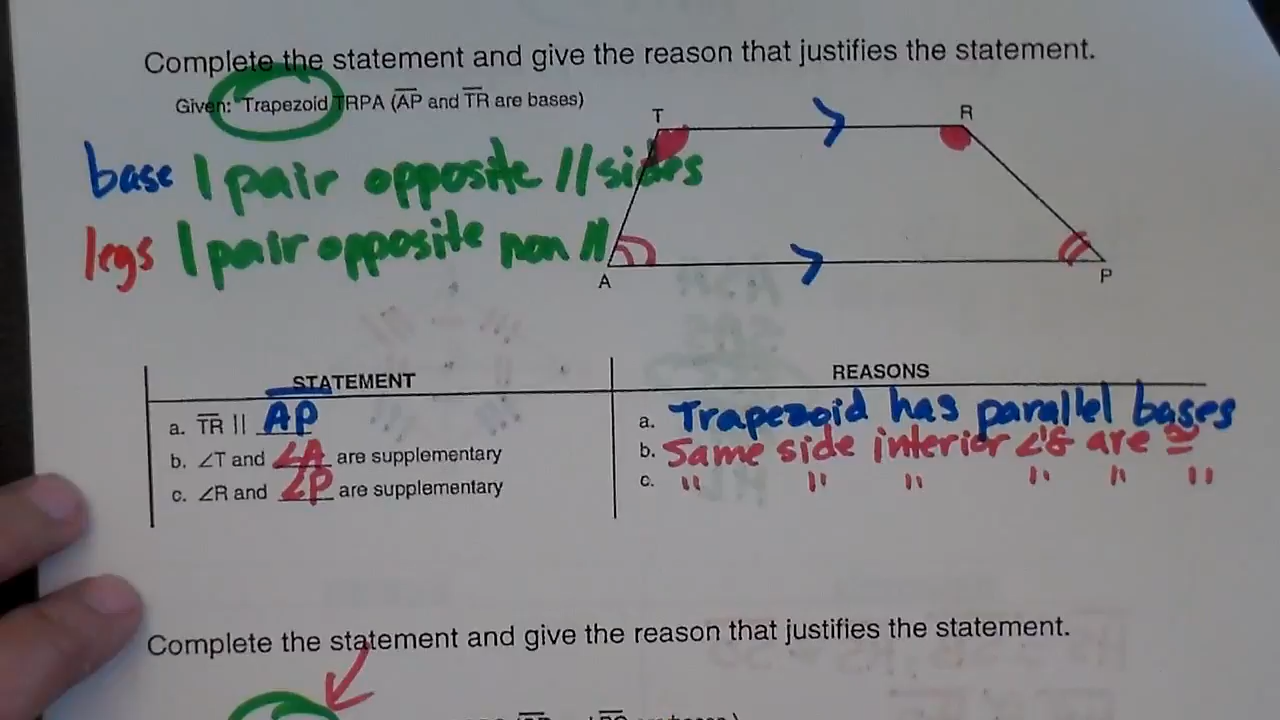 Complete the statement and give the reason that justifies the statement.
Given: Trapezoid TRPA (AP and TR are bases)
T
R
base 1 pair opposite // sides
legs 1 pair opposite non //
A
P
STATEMENT
REASONS
a. TR || AP
a. Trapezoid has parallel bases
b. ∠T and ∠A are supplementary
b. Same side interior ∠'s are ≅
c. ∠R and ∠P are supplementary
c. " " " " " "
Complete the statement and give the reason that justifies the statement.